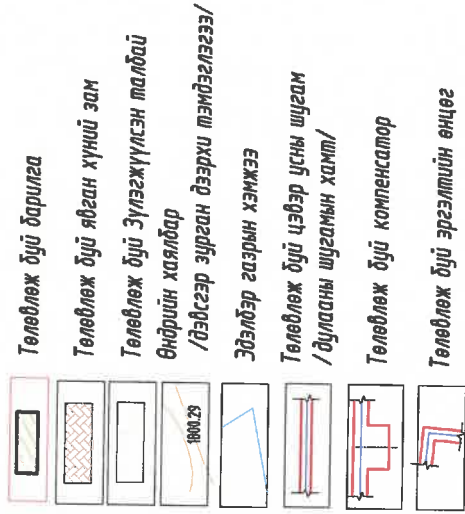 Төлөвлөж буй барилга
Төлөвлөж буй явган хүний зам
Төлөвлөж буй Зүлэгжүүлсэн талбай
Өндрийн хаялбар
/дэвсгэр зурган дээрхи тэмдэглэгээ/
1800.29
Эдэлбэр газрын хэмжээ
Төлөвлөж буй цэвэр усны шугам
/ дулааны шугамын хамт/
Төлөвлөж буй компенсатор
Төлөвлөж буй эргэлтийн өнцөг